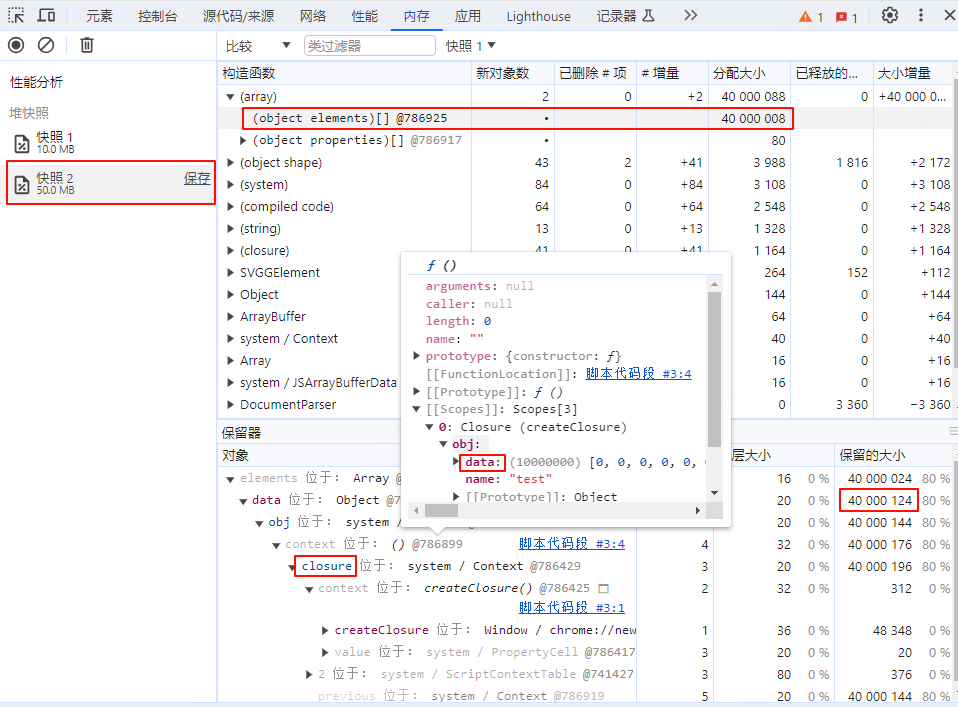 元素 控制台 源代码/来源 网络 性能 内存 应用 Lighthouse 记录器 1 1
比较 类过滤器 快照 1
性能分析
堆快照
快照 1
10.0 MB
快照 2 保存
50.0 MB
构造函数 新对象数 已删除 # 项 # 增量 分配大小 已释放的... 大小增量
(array) 2 0 +2 40 000 088 0 +40 000 0...
(object elements)[] @786925 • 40 000 008
(object properties)[] @786917 • 80
(object shape) 43 2 +41 3 988 1 816 +2 172
(system) 84 0 +84 3 108 0 +3 108
(compiled code) 64 0 +64 2 548 0 +2 548
(string) 13 0 +13 1 328 0 +1 328
(closure) 41 0 +41 1 164 0 +1 164
SVGGElement 264 152 +112
Object 144 0 +144
ArrayBuffer 64 0 +64
system / Context 40 0 +40
Array 16 0 +16
system / JSArrayBufferData 16 0 +16
DocumentParser 0 3 360 −3 360
f ()
arguments: null
caller: null
length: 0
name: ""
prototype: {constructor: f}
[[FunctionLocation]]: 脚本代码段 #3:4
[[Prototype]]: f ()
[[Scopes]]: Scopes[3]
0: Closure (createClosure)
obj:
data: (10000000) [0, 0, 0, 0, 0,
name: "test"
[[Prototype]]: Object
保留器
对象 层大小 保留的大小
elements 位于: Array 16 0 % 40 000 024 80 %
data 位于: Object @7 20 0 % 40 000 124 80 %
obj 位于: system / 20 0 % 40 000 144 80 %
context 位于: () @786899 脚本代码段 #3:4 4 32 0 % 40 000 176 80 %
closure 位于: system / Context @786429 3 20 0 % 40 000 196 80 %
context 位于: createClosure() @786425 2 32 0 % 312 0 %
脚本代码段 #3:1
createClosure 位于: Window / chrome://new 1 36 0 % 48 348 0 %
value 位于: system / PropertyCell @786417 3 20 0 % 20 0 %
2 位于: system / ScriptContextTable @741427 3 80 0 % 376 0 %
previous 位于: system / Context @786919 5 20 0 % 40 000 144 80 %